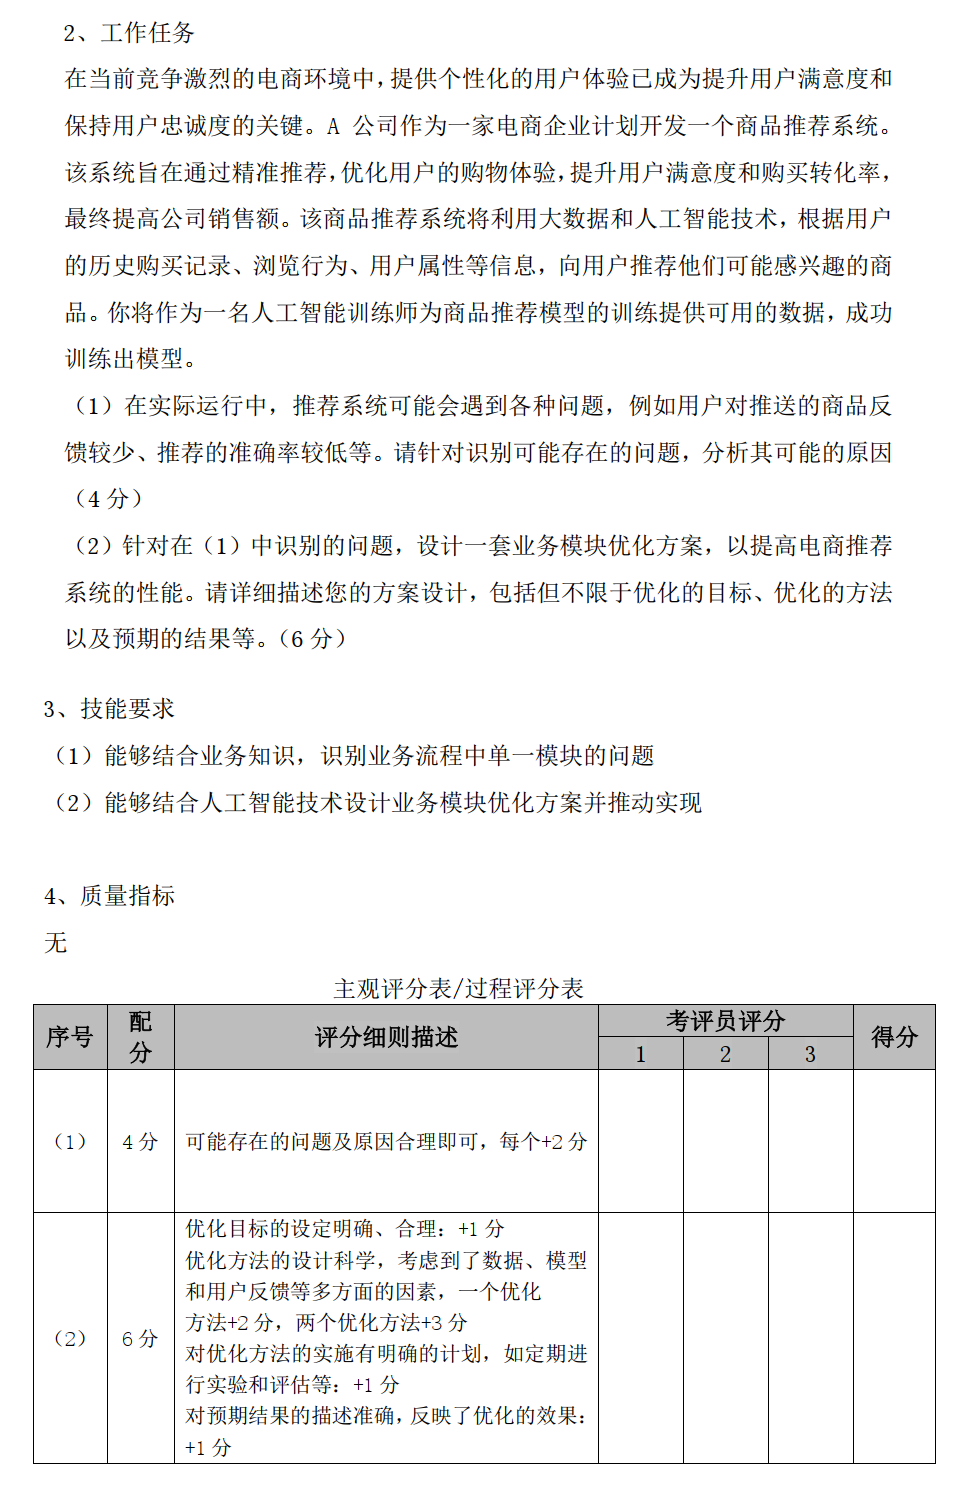 2、工作任务
在当前竞争激烈的电商环境中，提供个性化的用户体验已成为提升用户满意度和
保持用户忠诚度的关键。A 公司作为一家电商企业计划开发一个商品推荐系统。
该系统旨在通过精准推荐，优化用户的购物体验，提升用户满意度和购买转化率，
最终提高公司销售额。该商品推荐系统将利用大数据和人工智能技术，根据用户
的历史购买记录、浏览行为、用户属性等信息，向用户推荐他们可能感兴趣的商
品。你将作为一名人工智能训练师为商品推荐模型的训练提供可用的数据，成功
训练出模型。
（1）在实际运行中，推荐系统可能会遇到各种问题，例如用户对推送的商品反
馈较少、推荐的准确率较低等。请针对识别可能存在的问题，分析其可能的原因
（4 分）
（2）针对在（1）中识别的问题，设计一套业务模块优化方案，以提高电商推荐
系统的性能。请详细描述您的方案设计，包括但不限于优化的目标、优化的方法
以及预期的结果等。（6 分）
3、技能要求
（1）能够结合业务知识，识别业务流程中单一模块的问题
（2）能够结合人工智能技术设计业务模块优化方案并推动实现
4、质量指标
无
主观评分表/过程评分表
序号
配
分
评分细则描述
考评员评分
得分
1
2
3
（1）
4 分
可能存在的问题及原因合理即可，每个+2 分
（2）
6 分
优化目标的设定明确、合理：+1 分
优化方法的设计科学，考虑到了数据、模型
和用户反馈等多方面的因素，一个优化
方法+2 分，两个优化方法+3 分
对优化方法的实施有明确的计划，如定期进
行实验和评估等：+1 分
对预期结果的描述准确，反映了优化的效果：
+1 分